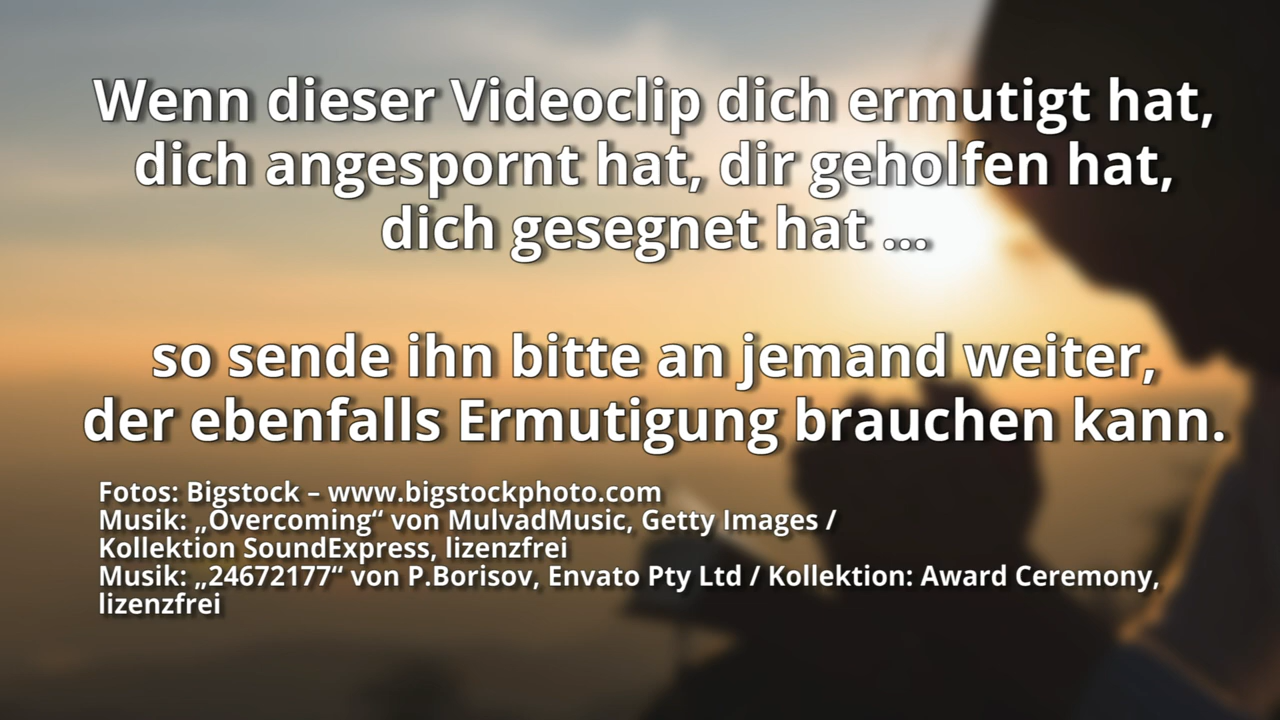 Wenn dieser Videoclip dich ermutigt hat,
dich angespornt hat, dir geholfen hat,
dich gesegnet hat ...
so sende ihn bitte an jemand weiter,
der ebenfalls Ermutigung brauchen kann.
Fotos: Bigstock – www.bigstockphoto.com
Musik: „Overcoming“ von MulvadMusic, Getty Images /
Kollektion SoundExpress, lizenzfrei
Musik: „24672177“ von P.Borisov, Envato Pty Ltd / Kollektion: Award Ceremony,
lizenzfrei